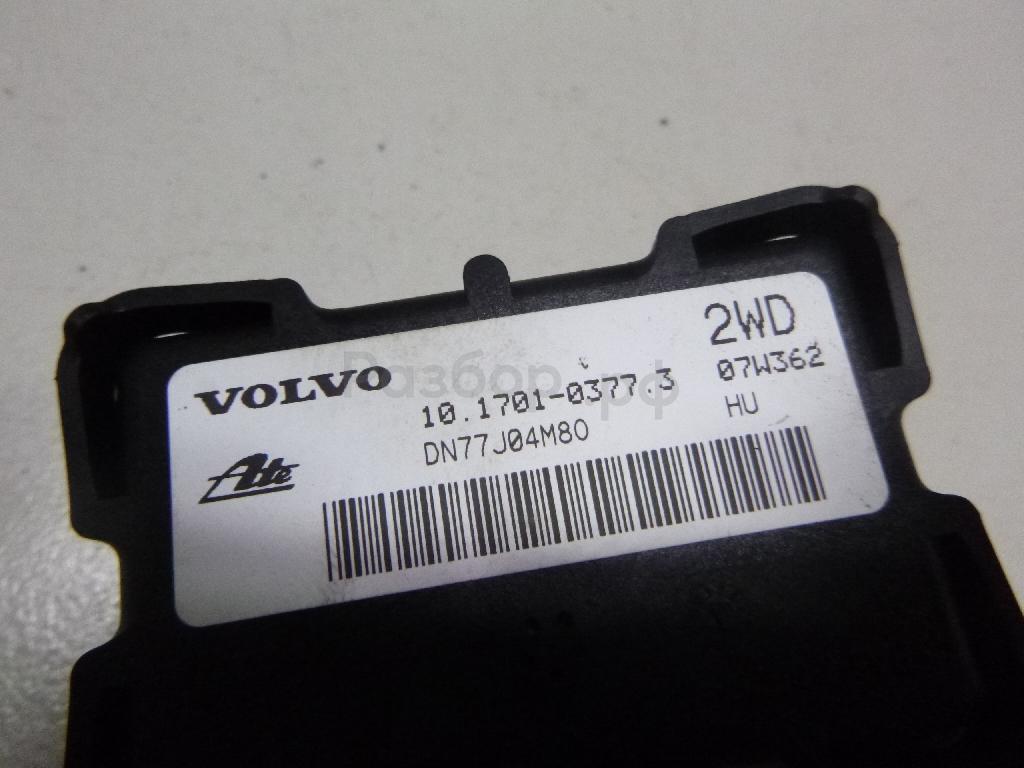 VOLVO
Ate
10.1701-0377.3
DN77J04M80
2WD
07W362
HU
Разбор.рф